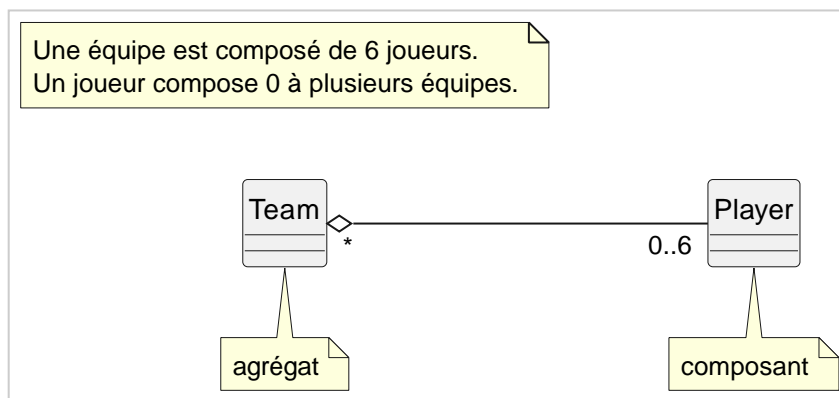 Une équipe est composé de 6 joueurs.
Un joueur compose 0 à plusieurs équipes.
Team
Player
*
0..6
agrégat
composant